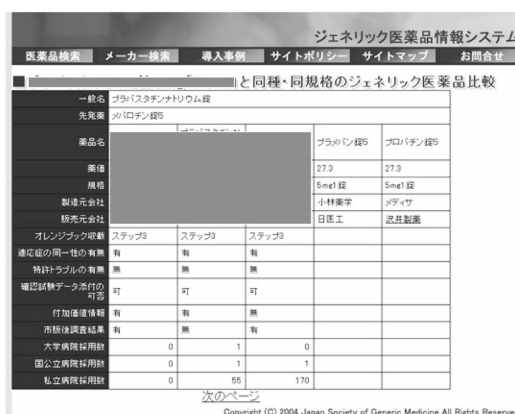 ジェネリック医薬品情報システム
医薬品検索 メーカー検索 導入事例 サイトポリシー サイトマップ お問合せ
と同種・同規格のジェネリック医薬品比較
一般名 プラバスタチンナトリウム錠
先発薬 メバロチン錠5
薬品名 プラメバン錠5 プロバチン錠5
薬価 27.3 27.3
規格 5mg1錠 5mg1錠
製造元会社 小林薬学 メディサ
販売元会社 日医工 沢井製薬
オレンジブック収載 ステップ3 ステップ3 ステップ3
適応症の同一性の有無 有 有 有
特許トラブルの有無 無 無 無
確認試験データ添付の可否 可 可 可
付加価値情報 有 有 無
市販後調査結果 有 無 有
大学病院採用数 0 1 0
国公立病院採用数 0 1 1
私立病院採用数 0 55 170
次のページ
Copyright (C) 2004 Japan Society of Generic Medicine All Rights Reserve